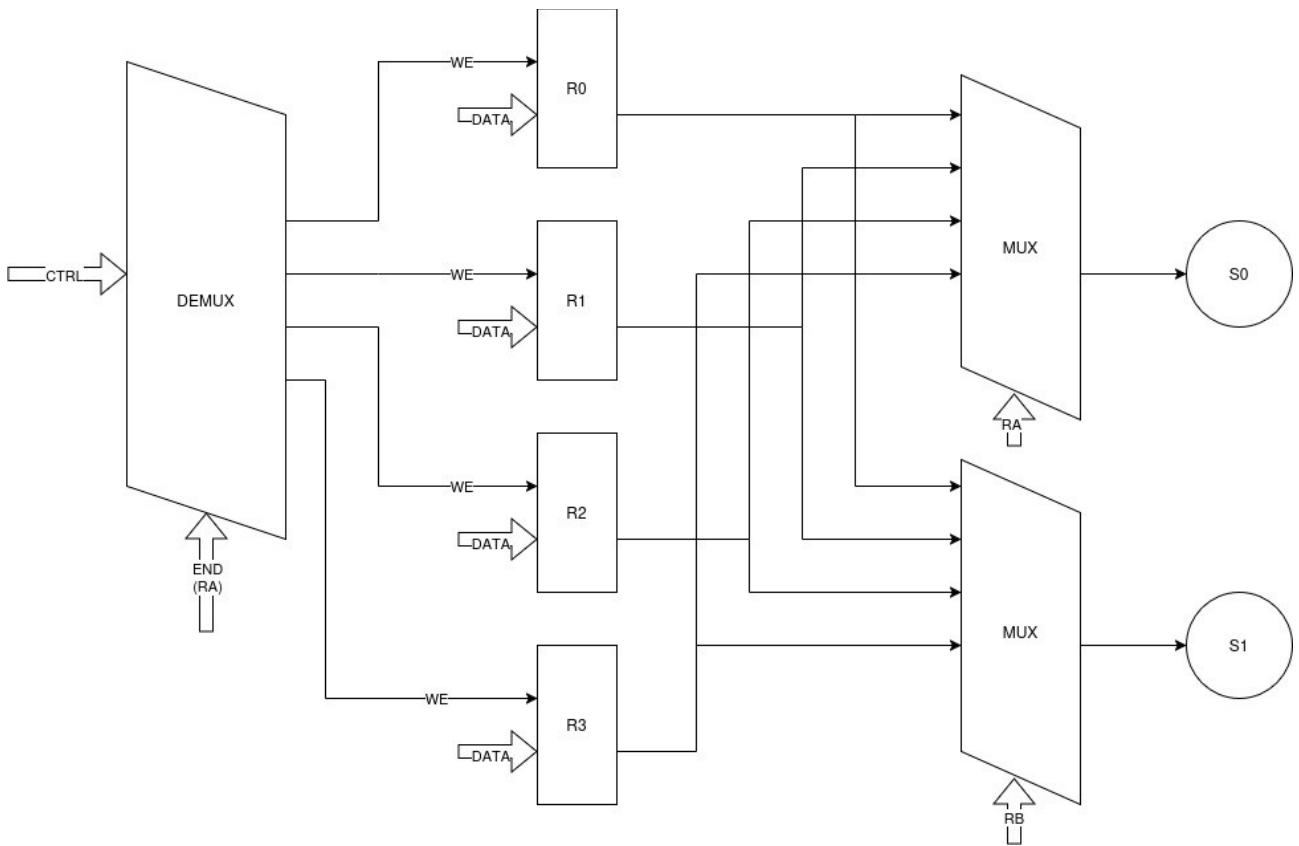 WE
R0
DATA
MUX
S0
CTRL
WE
R1
DEMUX
DATA
RA
WE
R2
DATA
END
(RA)
MUX
S1
WE
R3
DATA
RB